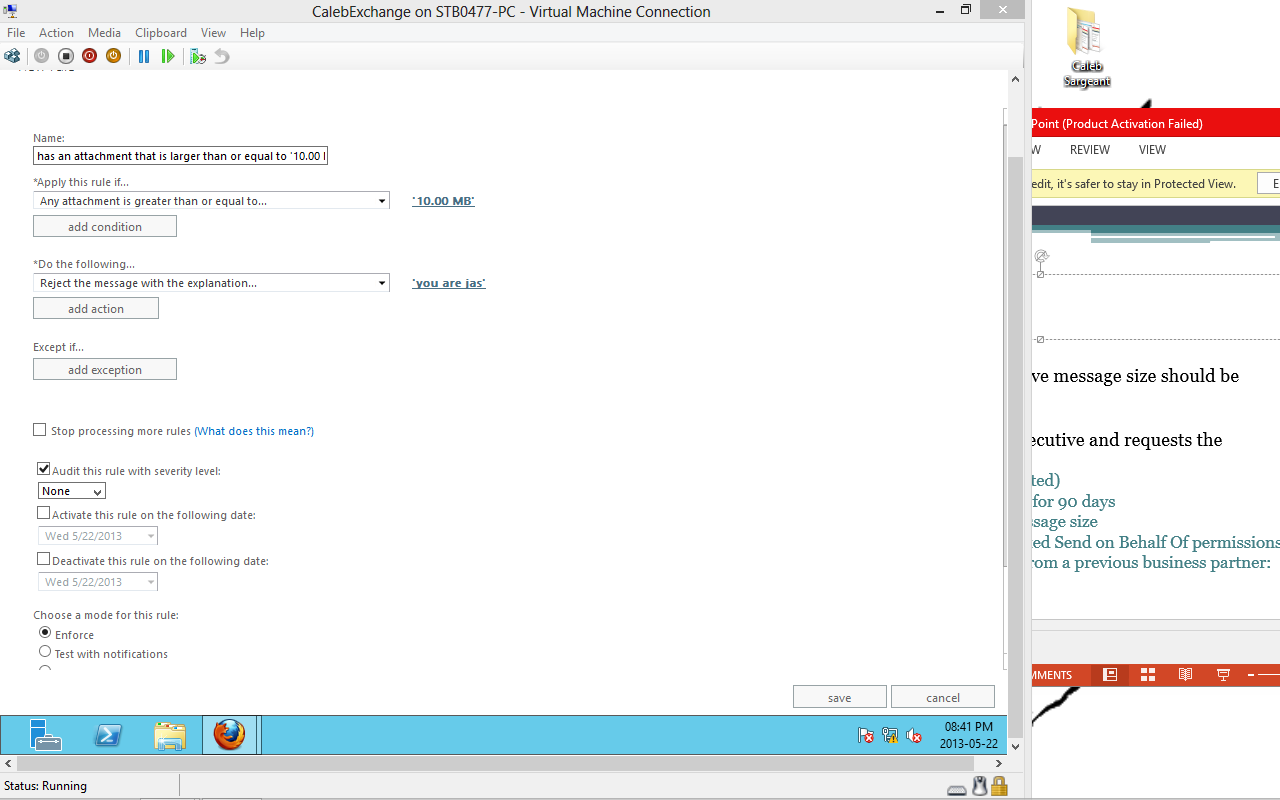 CalebExchange on STB0477-PC - Virtual Machine Connection
File Action Media Clipboard View Help
Name:
has an attachment that is larger than or equal to '10.00
*Apply this rule if...
Any attachment is greater than or equal to... '10.00 MB'
add condition
*Do the following...
Reject the message with the explanation... 'you are jas'
add action
Except if...
add exception
Stop processing more rules (What does this mean?)
Audit this rule with severity level:
None
Activate this rule on the following date:
Wed 5/22/2013
Deactivate this rule on the following date:
Wed 5/22/2013
Choose a mode for this rule:
Enforce
Test with notifications
save cancel
08:41 PM
2013-05-22
Status: Running
Caleb
Sargeant
Point (Product Activation Failed)
W REVIEW VIEW
edit, it's safer to stay in Protected View. E
ve message size should be
ecutive and requests the
ted)
for 90 days
ssage size
ted Send on Behalf Of permissions
rom a previous business partner:
MMENTS